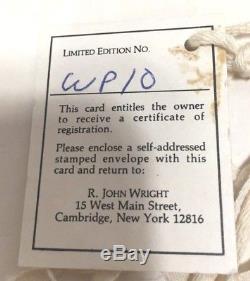 LIMITED EDITION NO.
WP10
This card entitles the owner
to receive a certificate of
registration.
Please enclose a self-addressed
stamped envelope with this
card and return to:
R. JOHN WRIGHT
15 West Main Street,
Cambridge, New York 12816